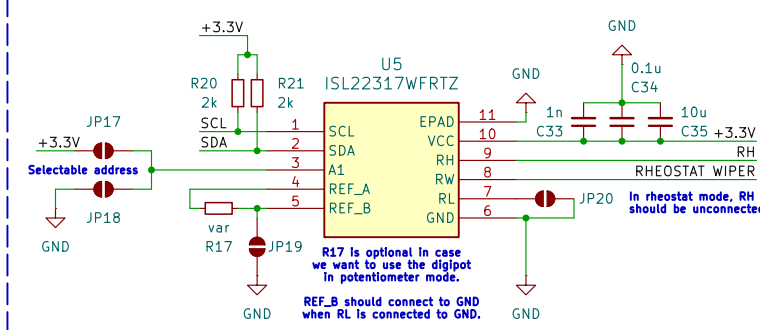 GND
+3.3V
U5
ISL22317WFRTZ
GND
0.1u
C34
R20
2k
R21
2k
1n
C33
10u
C35
JP17
SCL
SDA
1
2
3
4
5
SCL
SDA
A1
REF_A
REF_B
EPAD
VCC
RH
RW
RL
GND
11
10
9
8
7
6
+3.3V
RH
RHEOSTAT WIPER
+3.3V
Selectable address
JP18
GND
JP20
In rheostat mode, RH
should be unconnected
var
R17
JP19
R17 is optional in case
we want to use the digipot
in potentiometer mode.
REF_B should connect to GND
when RL is connected to GND.
GND
GND